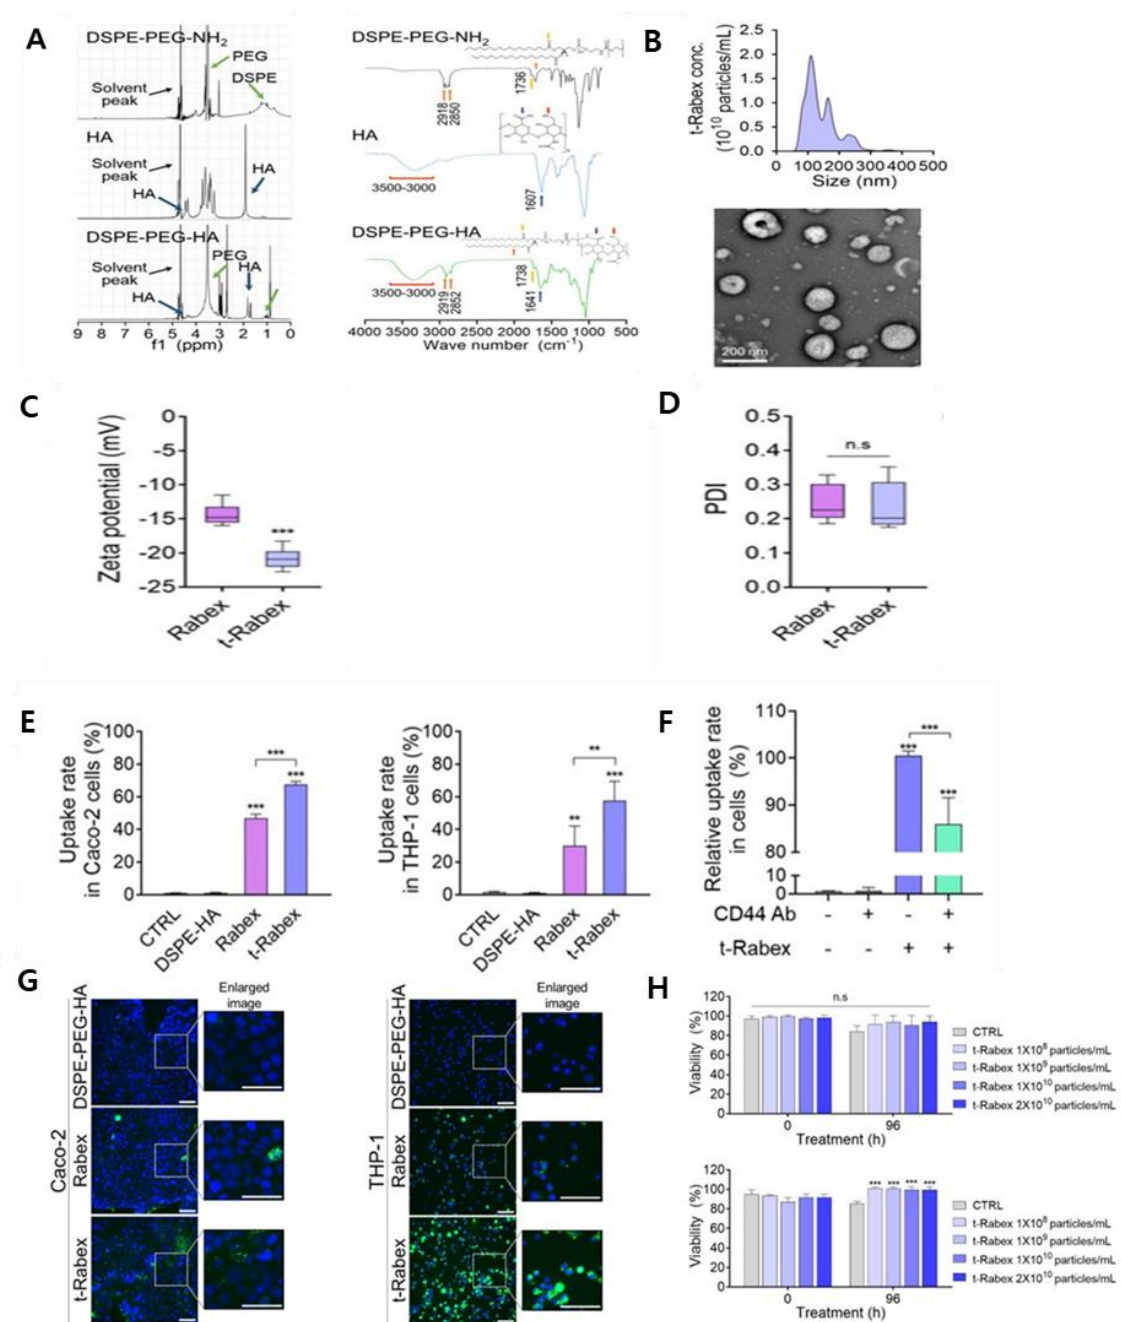 A
DSPE-PEG-NH2
PEG
DSPE
Solvent peak
HA
Solvent peak
HA
HA
DSPE-PEG-HA
PEG
HA
Solvent peak
HA
9 8 7 6 5 4 3 2 1 0
f1 (ppm)
DSPE-PEG-NH2
2918
2850
1736
HA
3500-3000
1607
DSPE-PEG-HA
3500-3000
2919
2852
1738
1641
4000 3500 3000 2500 2000 1500 1000 500
Wave number (cm-1)
B
t-Rabex conc.
(10^10 particles/mL)
2.5
2.0
1.5
1.0
0.5
0.0
0 100 200 300 400 500
Size (nm)
200 nm
C
Zeta potential (mV)
0
-5
-10
-15
-20
-25
***
Rabex
t-Rabex
D
PDI
0.5
0.4
0.3
0.2
0.1
0.0
n.s
Rabex
t-Rabex
E
Uptake rate
in Caco-2 cells (%)
100
80
60
40
20
0
***
***
***
CTRL
DSPE-HA
Rabex
t-Rabex
Uptake rate
in THP-1 cells (%)
100
80
60
40
20
0
**
**
***
CTRL
DSPE-HA
Rabex
t-Rabex
F
Relative uptake rate
in cells (%)
110
100
90
80
10
0
***
***
***
CD44 Ab - + - +
t-Rabex - - + +
G
Enlarged image
Caco-2
DSPE-PEG-HA
Rabex
t-Rabex
Enlarged image
THP-1
DSPE-PEG-HA
Rabex
t-Rabex
H
Viability (%)
120
100
80
60
40
20
0
n.s
0 96
Treatment (h)
CTRL
t-Rabex 1X10^8 particles/mL
t-Rabex 1X10^9 particles/mL
t-Rabex 1X10^10 particles/mL
t-Rabex 2X10^10 particles/mL
Viability (%)
120
100
80
60
40
20
0
*** *** *** ***
0 96
Treatment (h)
CTRL
t-Rabex 1X10^8 particles/mL
t-Rabex 1X10^9 particles/mL
t-Rabex 1X10^10 particles/mL
t-Rabex 2X10^10 particles/mL